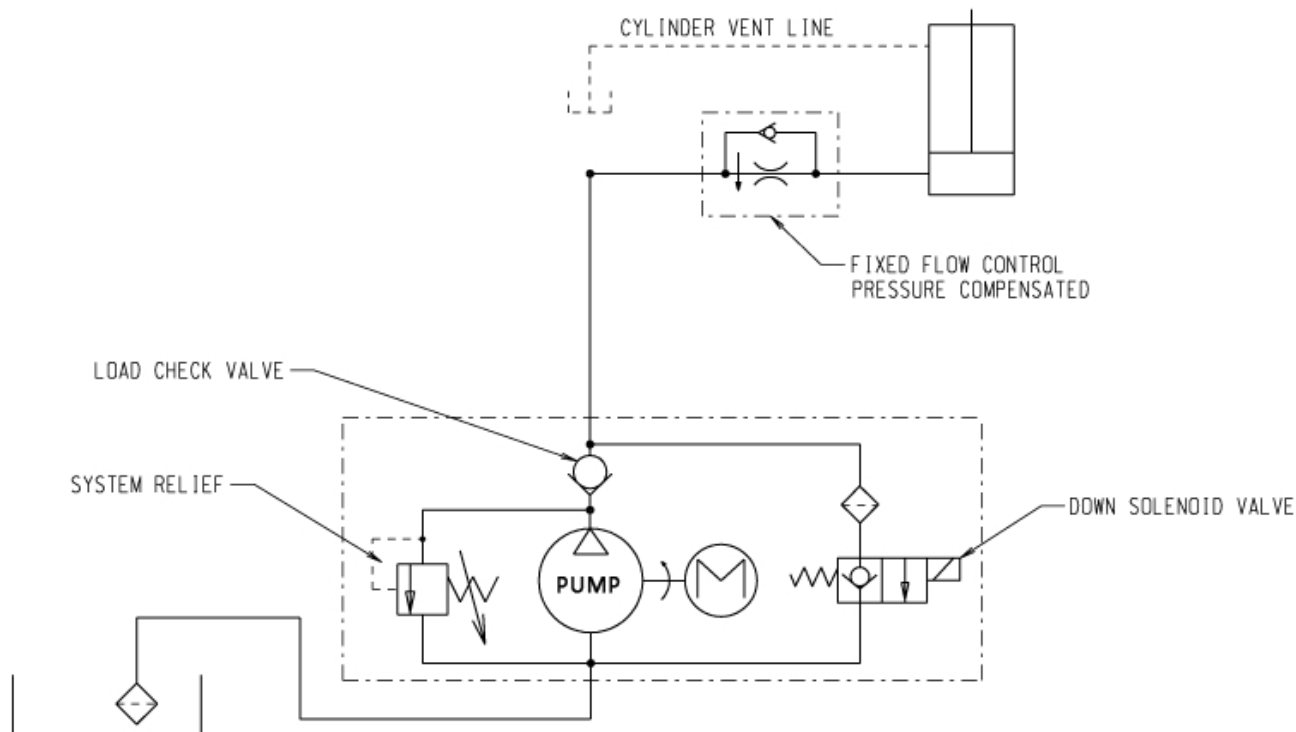 CYLINDER VENT LINE
FIXED FLOW CONTROL
PRESSURE COMPENSATED
LOAD CHECK VALVE
SYSTEM RELIEF
DOWN SOLENOID VALVE
PUMP
M